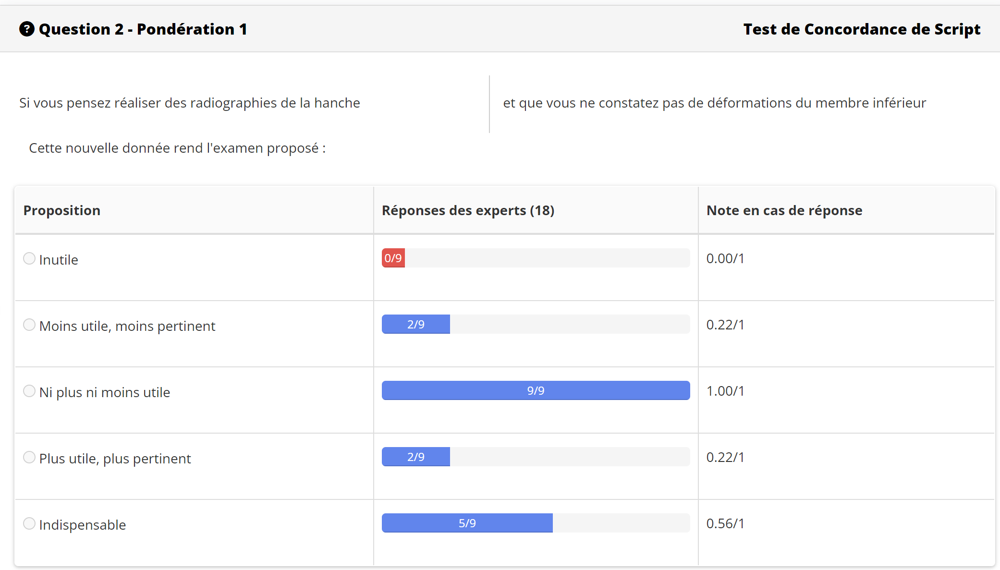 ? Question 2 - Pondération 1 Test de Concordance de Script
Si vous pensez réaliser des radiographies de la hanche
et que vous ne constatez pas de déformations du membre inférieur
Cette nouvelle donnée rend l'examen proposé :
Proposition Réponses des experts (18) Note en cas de réponse
Inutile 0/9 0.00/1
Moins utile, moins pertinent 2/9 0.22/1
Ni plus ni moins utile 9/9 1.00/1
Plus utile, plus pertinent 2/9 0.22/1
Indispensable 5/9 0.56/1